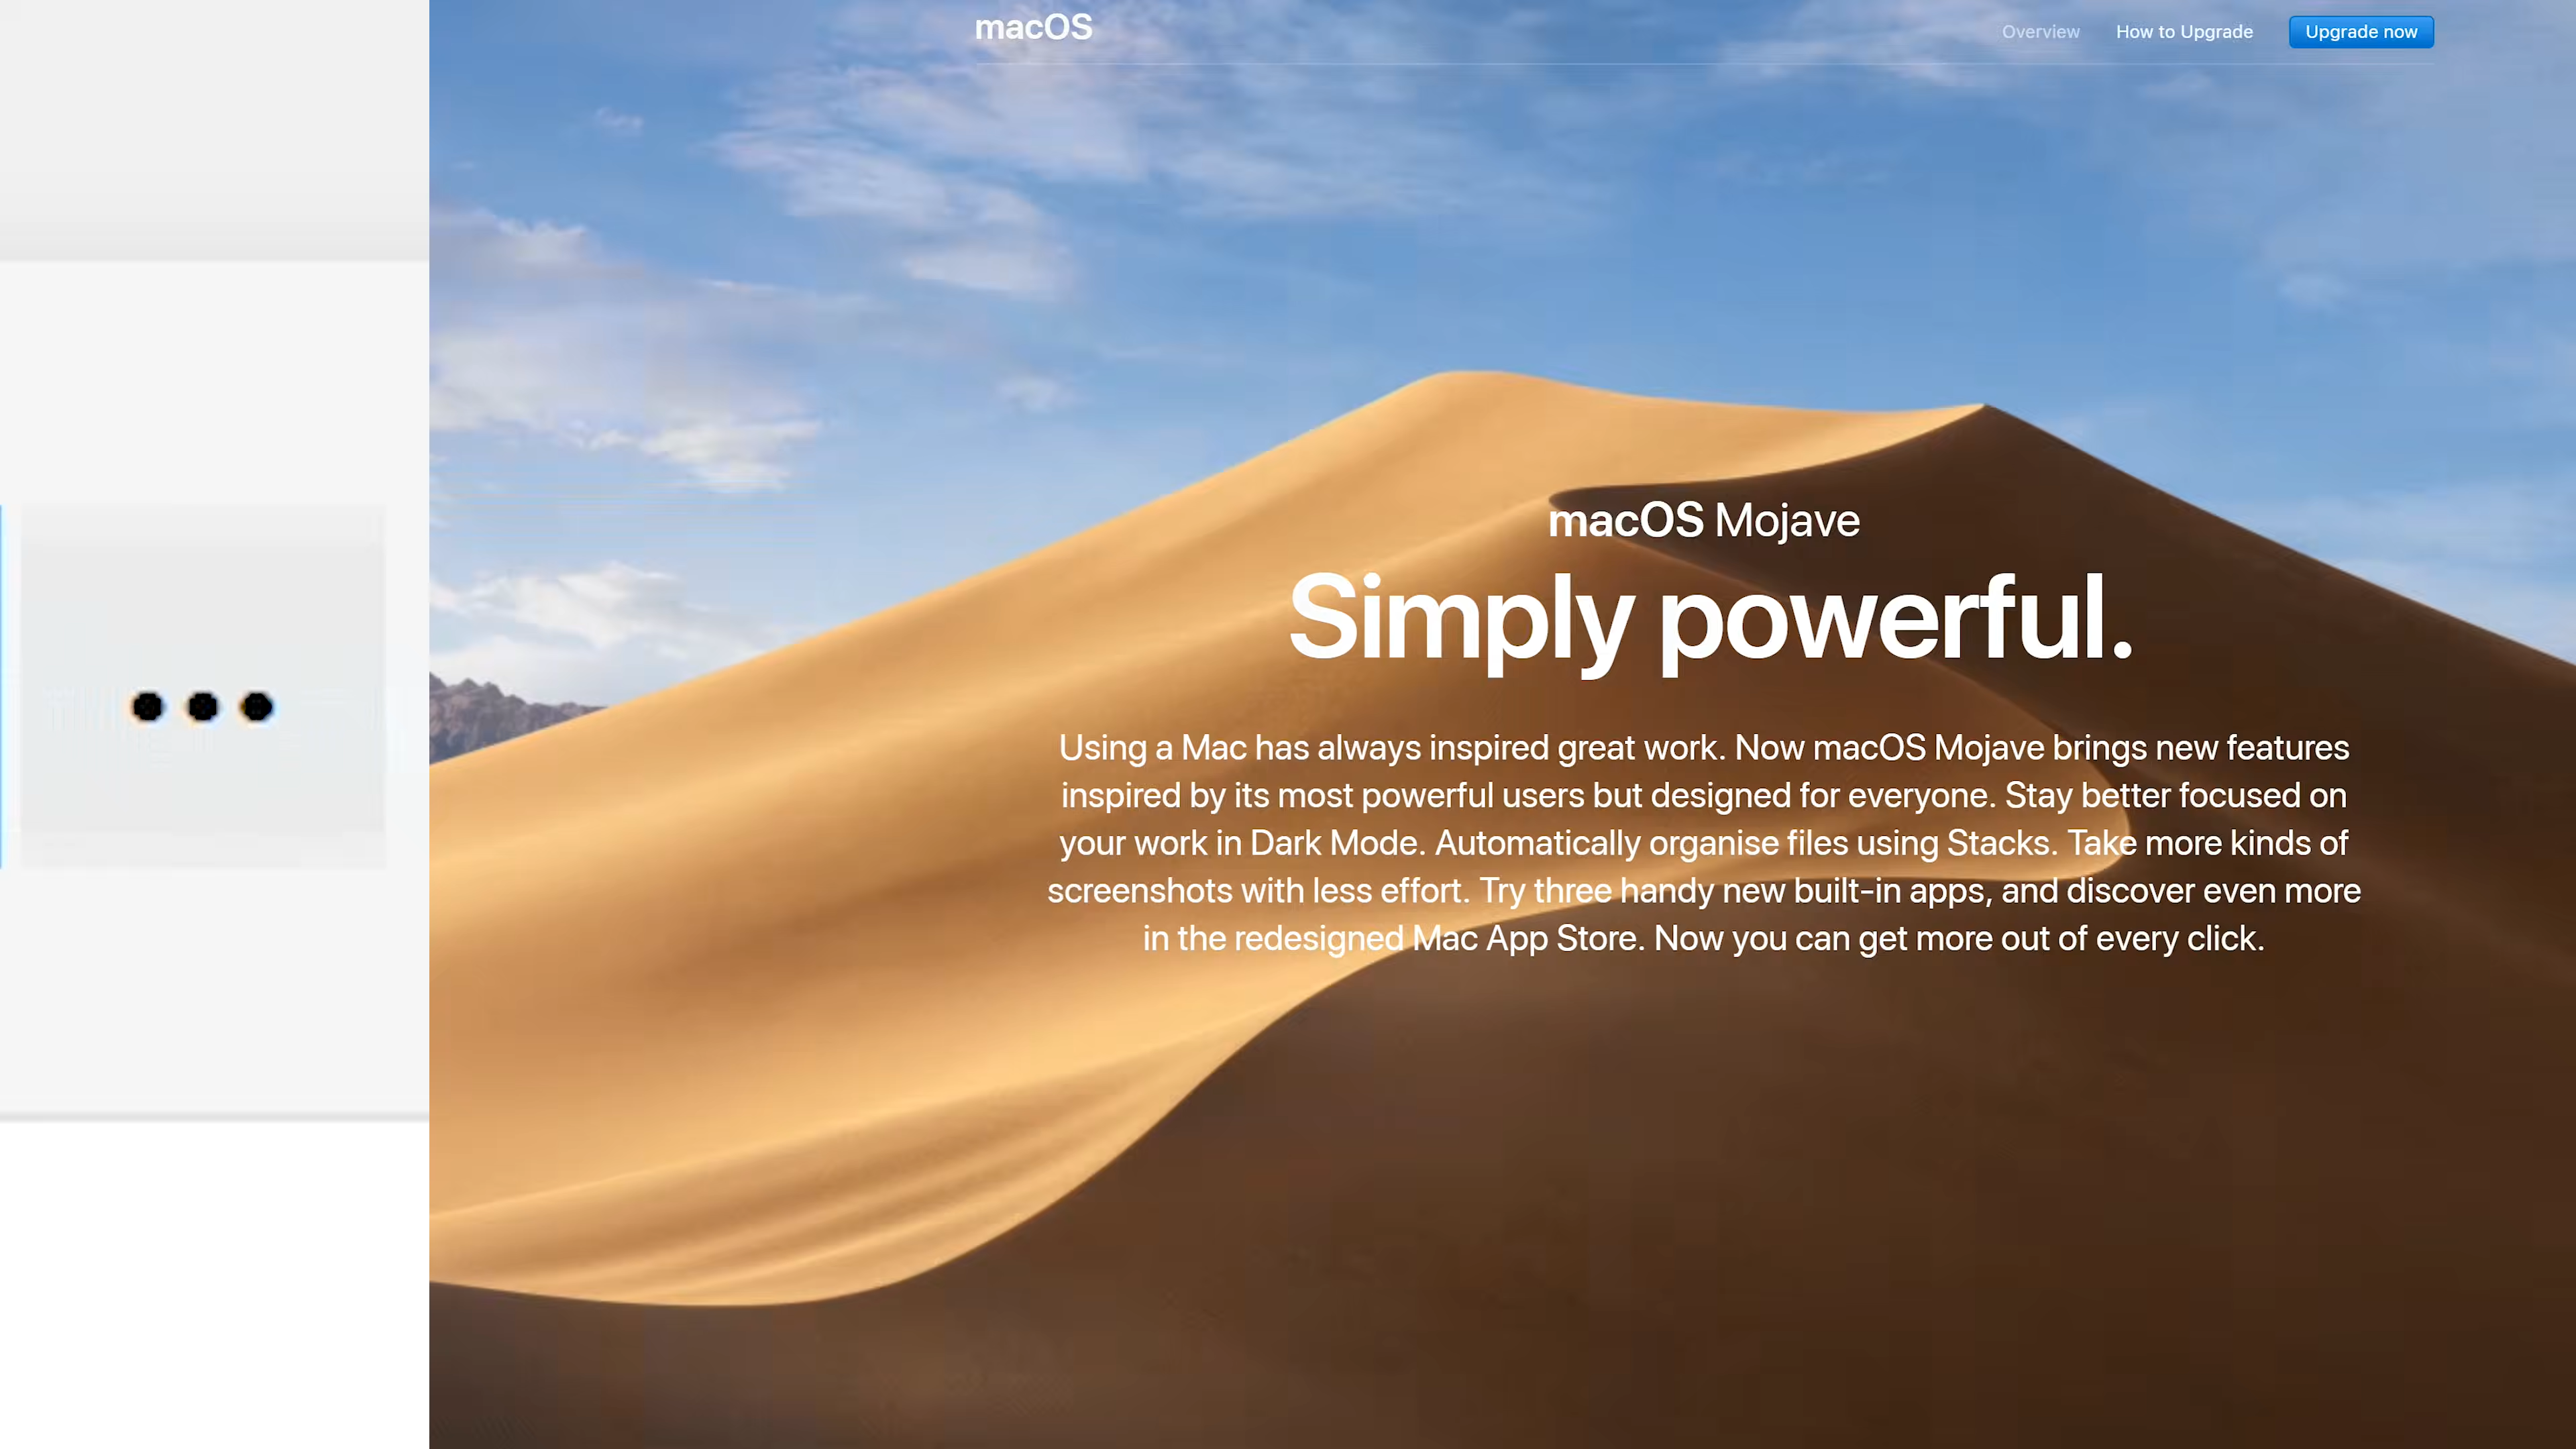 macOS
Overview How to Upgrade Upgrade now
macOS Mojave
Simply powerful.
Using a Mac has always inspired great work. Now macOS Mojave brings new features
inspired by its most powerful users but designed for everyone. Stay better focused on
your work in Dark Mode. Automatically organise files using Stacks. Take more kinds of
screenshots with less effort. Try three handy new built-in apps, and discover even more
in the redesigned Mac App Store. Now you can get more out of every click.